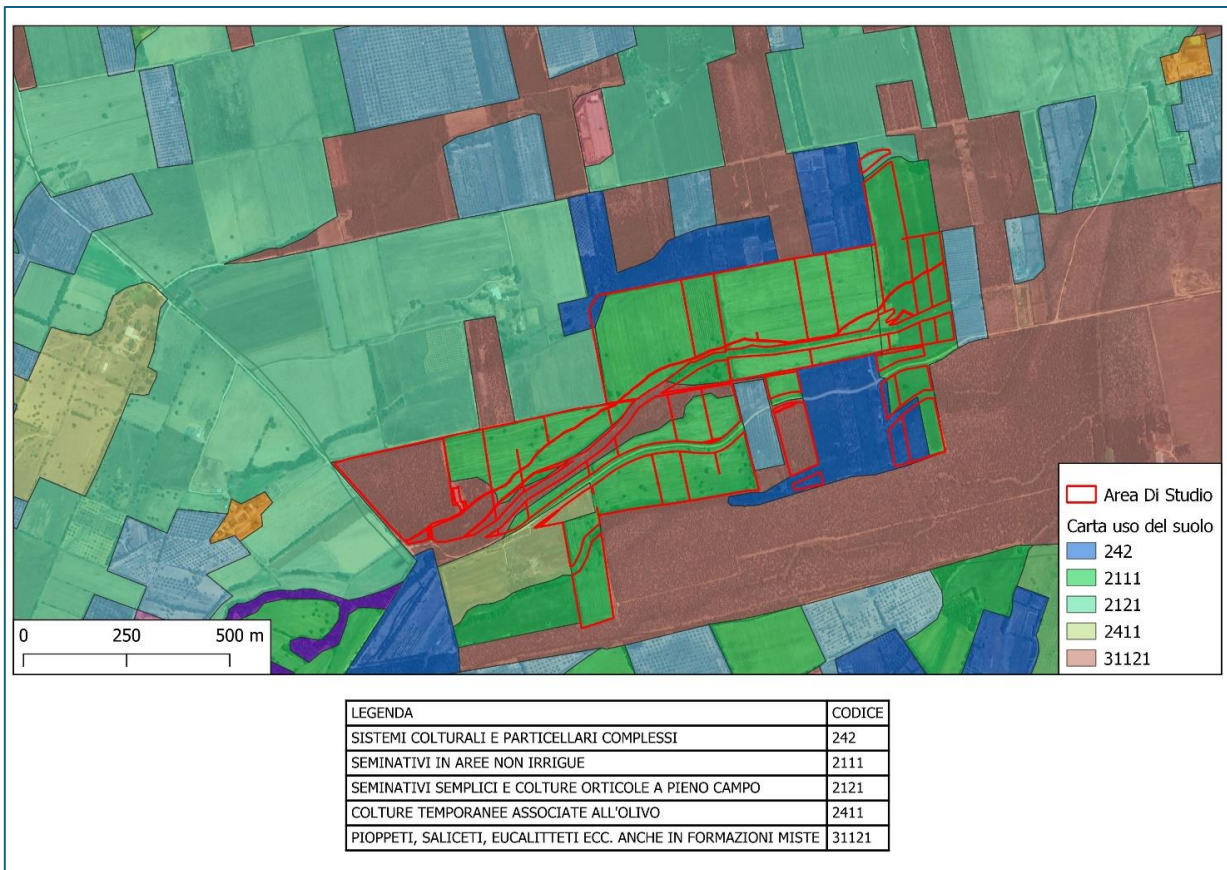 Area Di Studio
Carta uso del suolo
242
2111
2121
2411
31121
0 250 500 m
LEGENDA CODICE
SISTEMI COLTURALI E PARTICELLARI COMPLESSI 242
SEMINATIVI IN AREE NON IRRIGUE 2111
SEMINATIVI SEMPLICI E COLTURE ORTICOLE A PIENO CAMPO 2121
COLTURE TEMPORANEE ASSOCIATE ALL'OLIVO 2411
PIOPPETI, SALICETI, EUCALITTETI ECC. ANCHE IN FORMAZIONI MISTE 31121